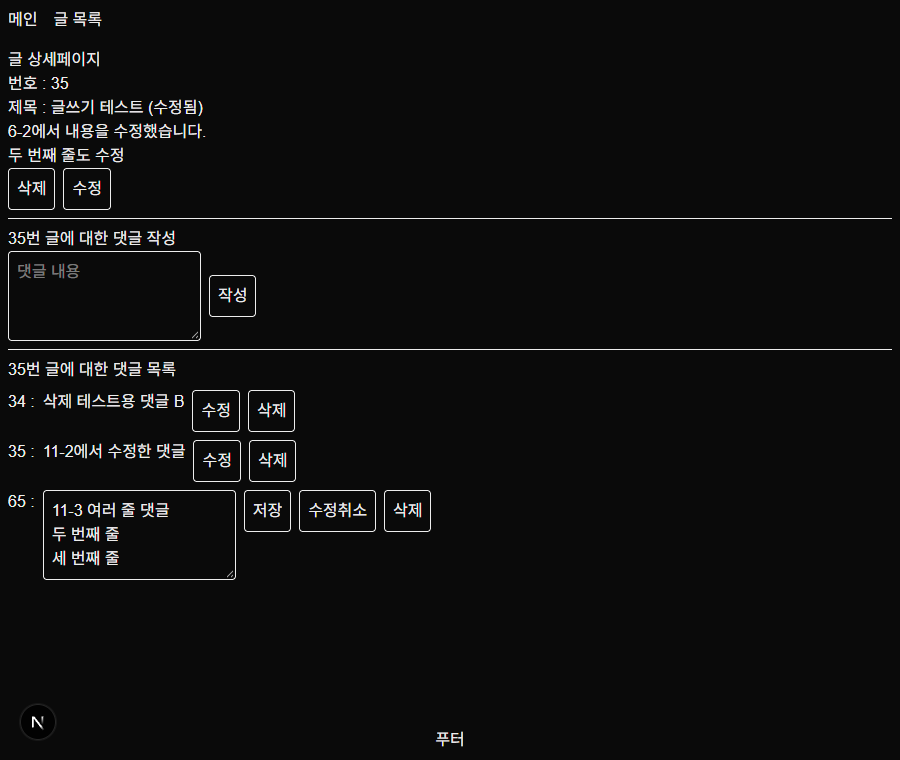 메인 글 목록
글 상세페이지
번호 : 35
제목 : 글쓰기 테스트 (수정됨)
6-2에서 내용을 수정했습니다.
두 번째 줄도 수정
삭제 수정
35번 글에 대한 댓글 작성
댓글 내용
작성
35번 글에 대한 댓글 목록
34 : 삭제 테스트용 댓글 B 수정 삭제
35 : 11-2에서 수정한 댓글 수정 삭제
65 : 11-3 여러 줄 댓글 저장 수정취소 삭제
두 번째 줄
세 번째 줄
N
푸터